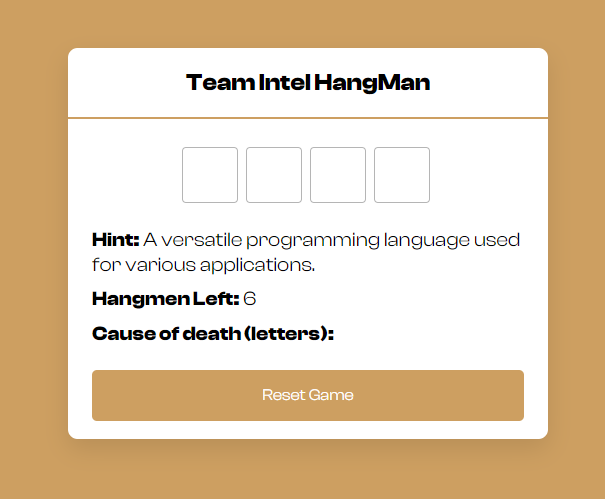 Team Intel HangMan
Hint: A versatile programming language used
for various applications.
Hangmen Left: 6
Cause of death (letters):
Reset Game